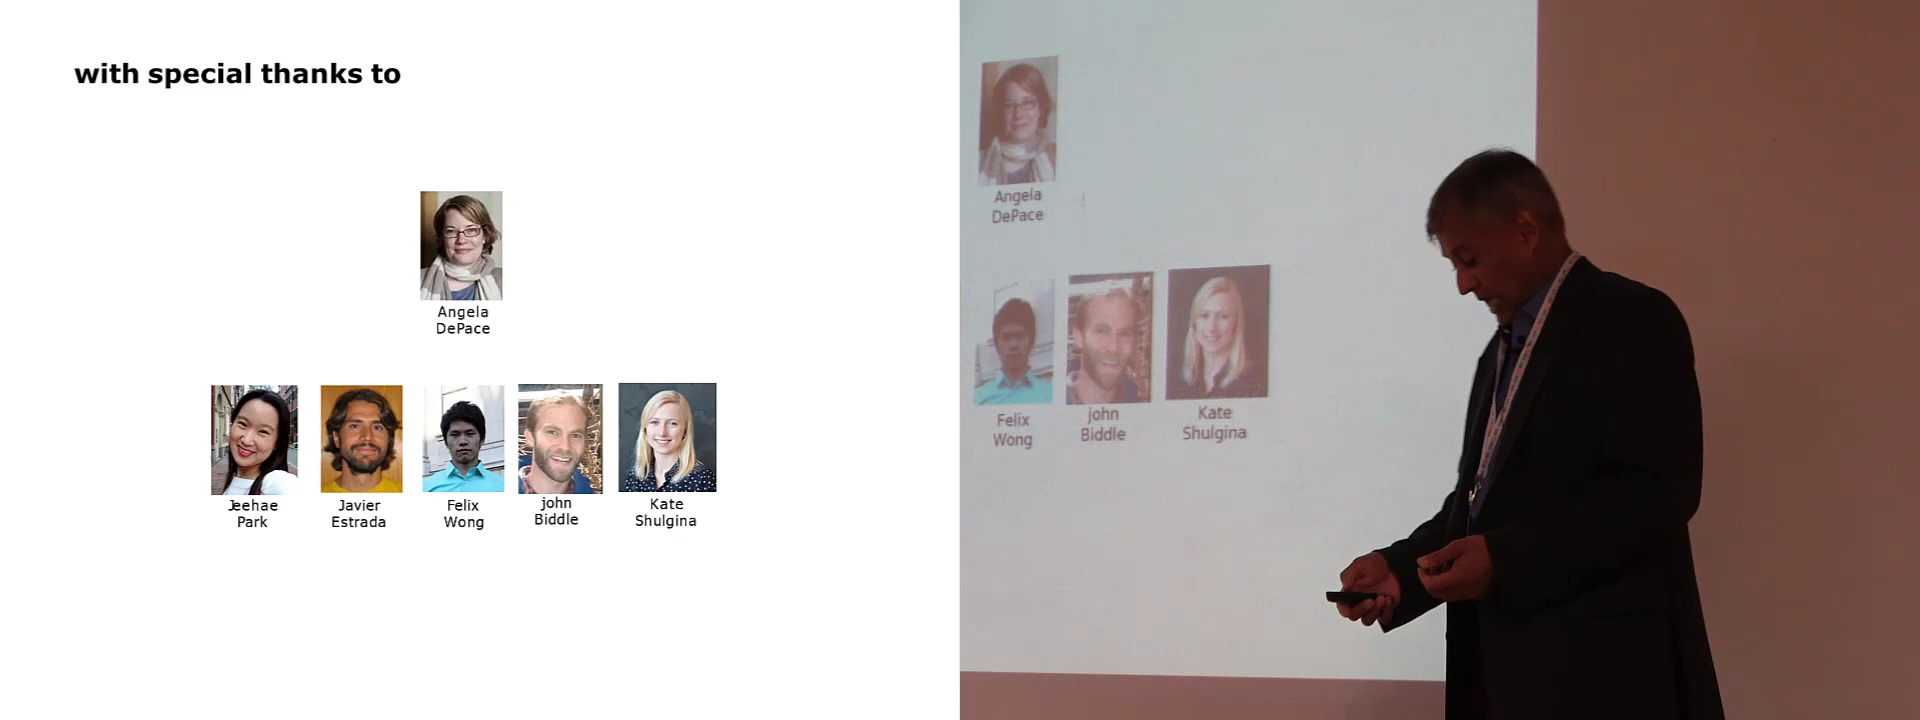 with special thanks to
Angela
DePace
Jeehae
Park
Javier
Estrada
Felix
Wong
john
Biddle
Kate
Shulgina
Angela
DePace
Felix
Wong
john
Biddle
Kate
Shulgina